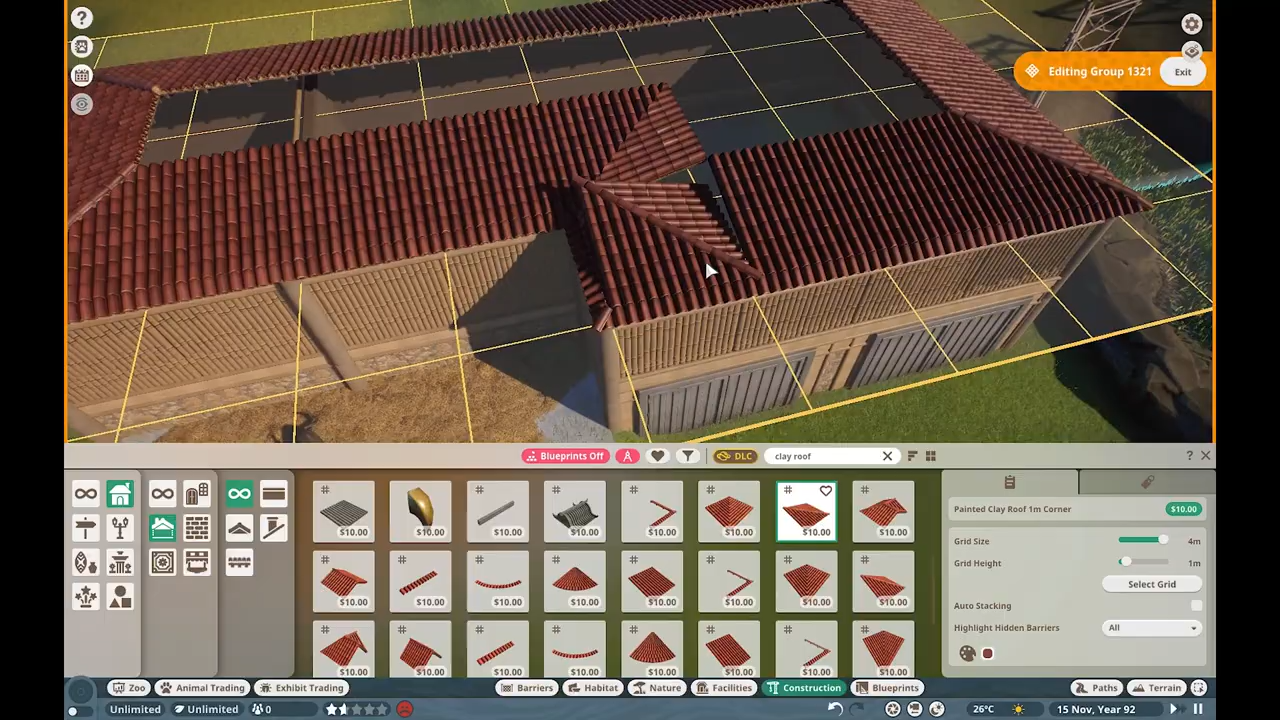 ?
Editing Group 1321 Exit
Blueprints Off DLC clay roof ?
$10.00 $10.00 $10.00 $10.00 $10.00 $10.00 $10.00 $10.00
$10.00 $10.00 $10.00 $10.00 $10.00 $10.00 $10.00 $10.00
$10.00 $10.00 $10.00 $10.00 $10.00 $10.00 $10.00 $10.00
Painted Clay Roof 1m Corner $10.00
Grid Size 4m
Grid Height 1m
Select Grid
Auto Stacking
Highlight Hidden Barriers All
Zoo Animal Trading Exhibit Trading Barriers Habitat Nature Facilities Construction Blueprints Paths Terrain
Unlimited Unlimited 0 26°C 15 Nov, Year 92